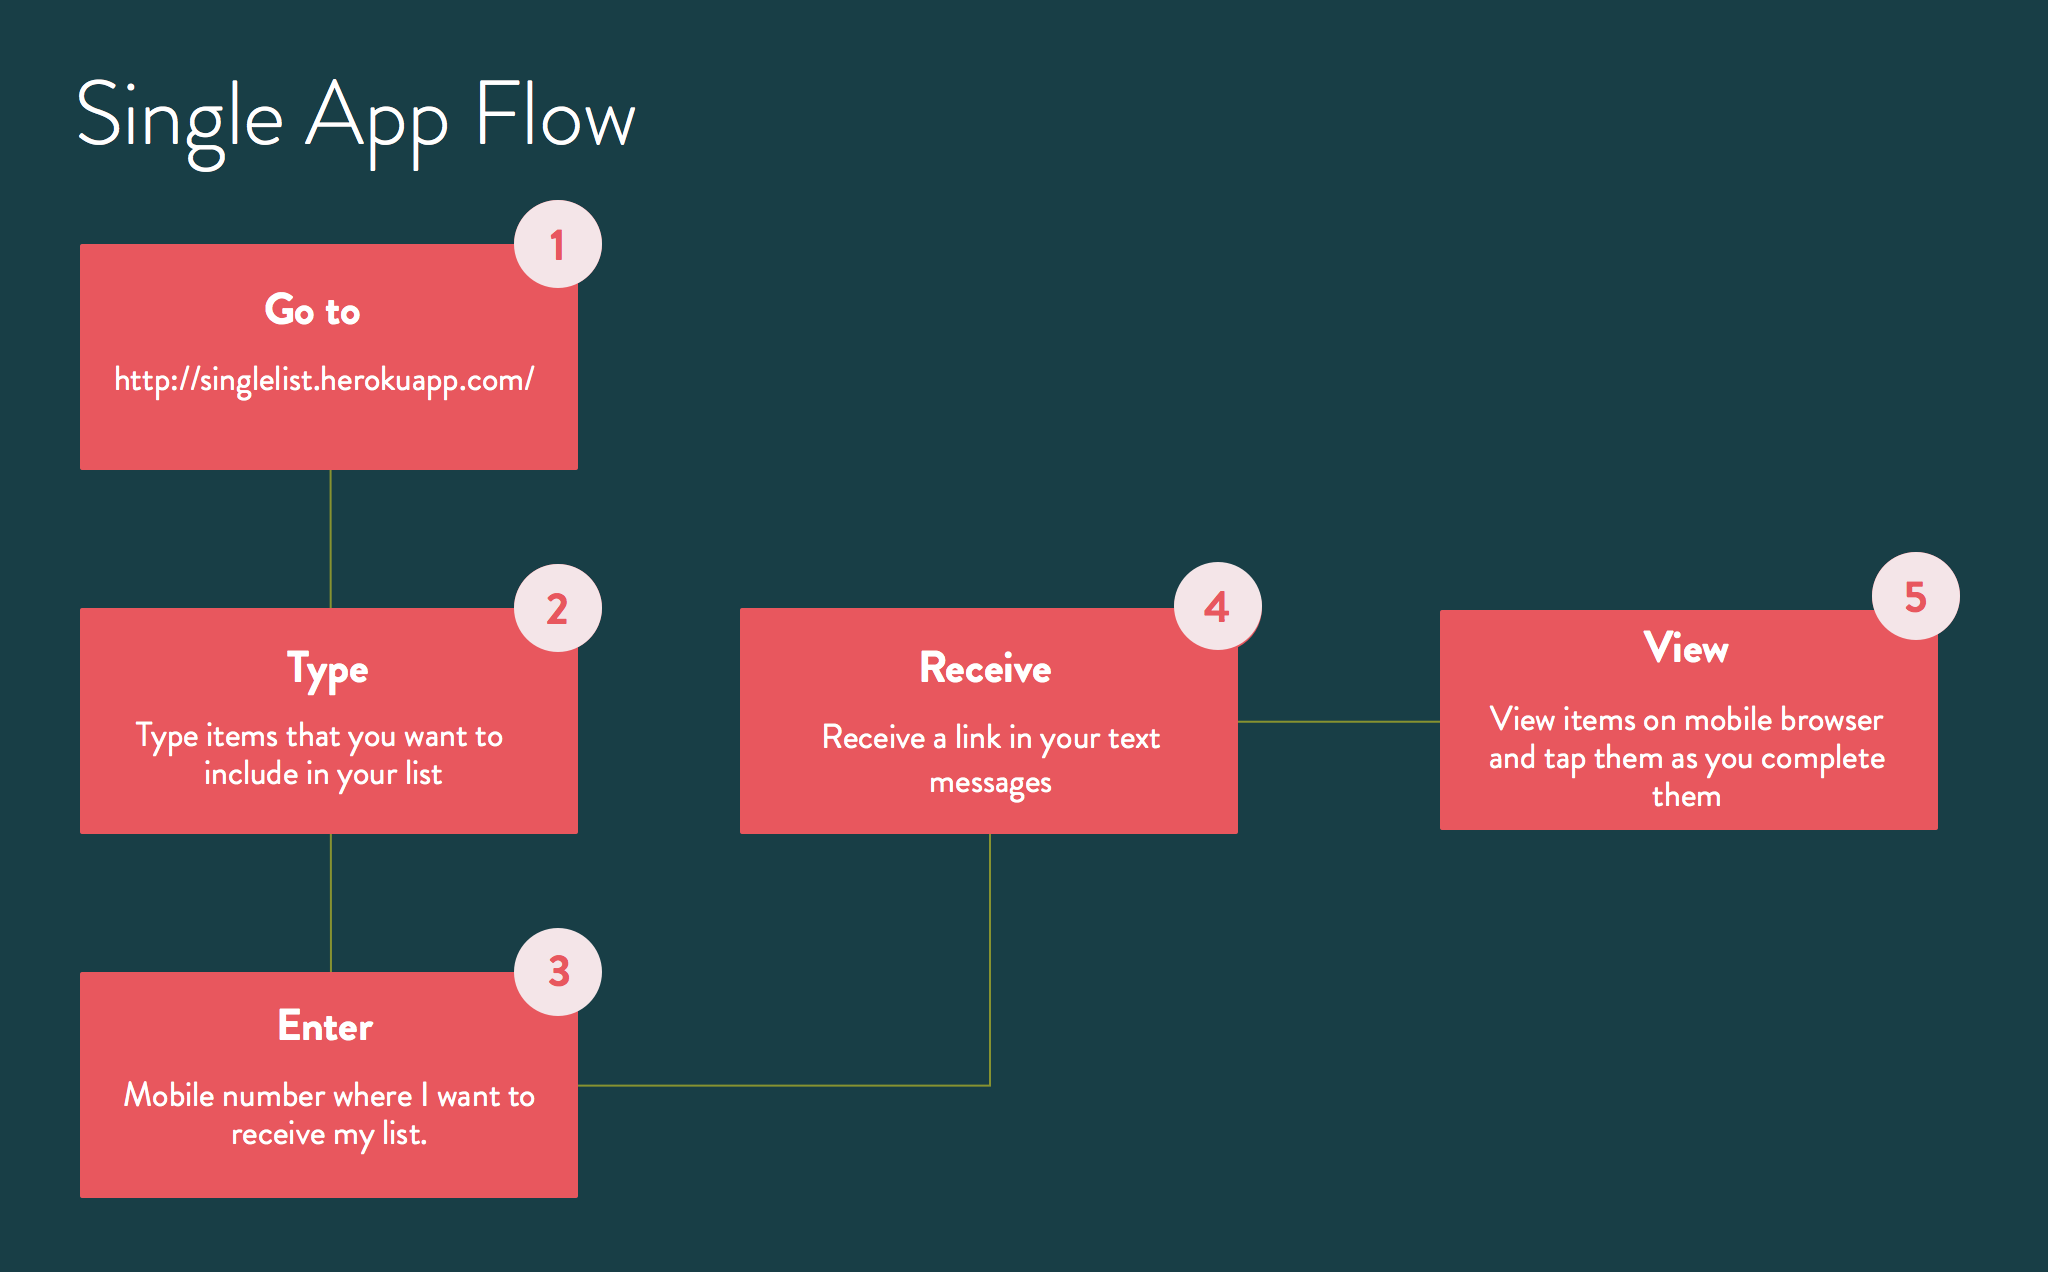 Single App Flow
1
Go to
http://singlelist.herokuapp.com/
2
Type
Type items that you want to
include in your list
3
Enter
Mobile number where I want to
receive my list.
4
Receive
Receive a link in your text
messages
5
View
View items on mobile browser
and tap them as you complete
them